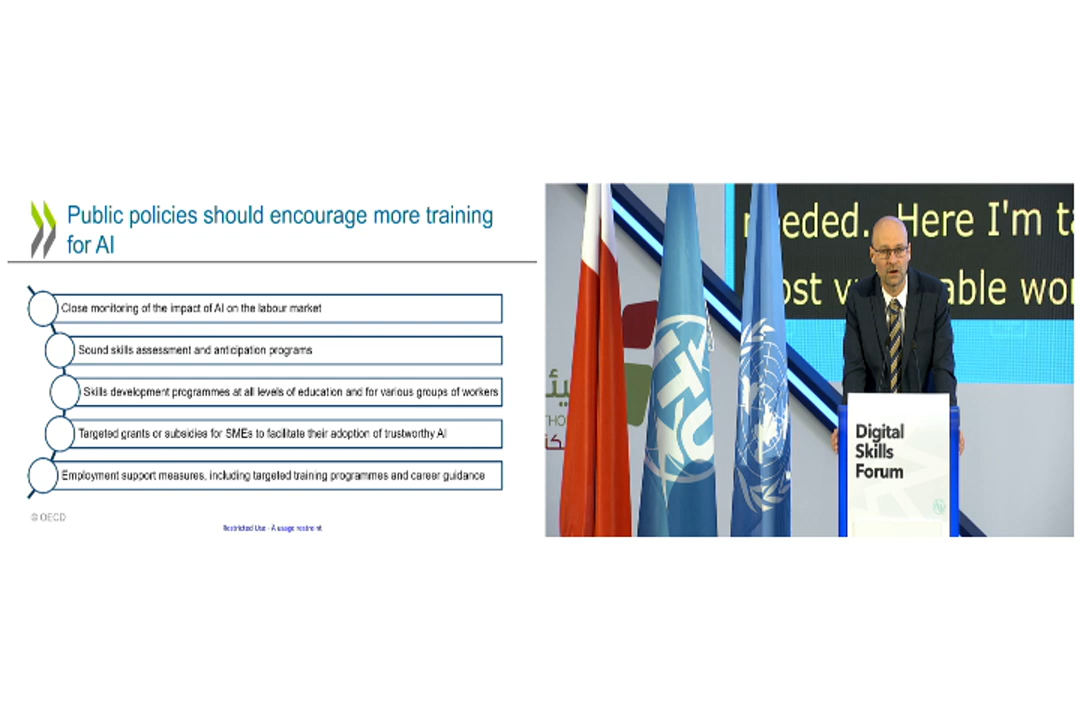 Public policies should encourage more training
for AI
Close monitoring of the impact of AI on the labour market
Sound skills assessment and anticipation programs
Skills development programmes at all levels of education and for various groups of workers
Targeted grants or subsidies for SMEs to facilitate their adoption of trustworthy AI
Employment support measures, including targeted training programmes and career guidance
© OECD
Restricted Use - À usage restreint
needed. Here I'm
ITU
Digital
Skills
Forum